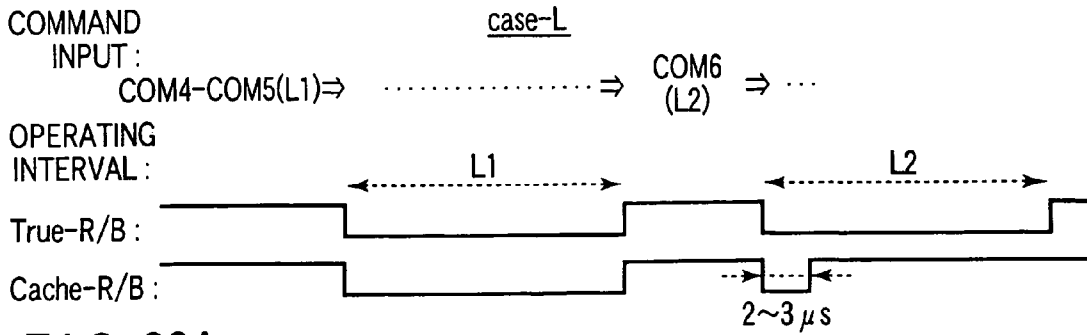 case-L
COMMAND
INPUT :
COM4-COM5(L1)⇒ ·················· ⇒ COM6 ⇒ ···
(L2)
OPERATING
INTERVAL :
L1 L2
True-R/B :
Cache-R/B :
2~3 μs